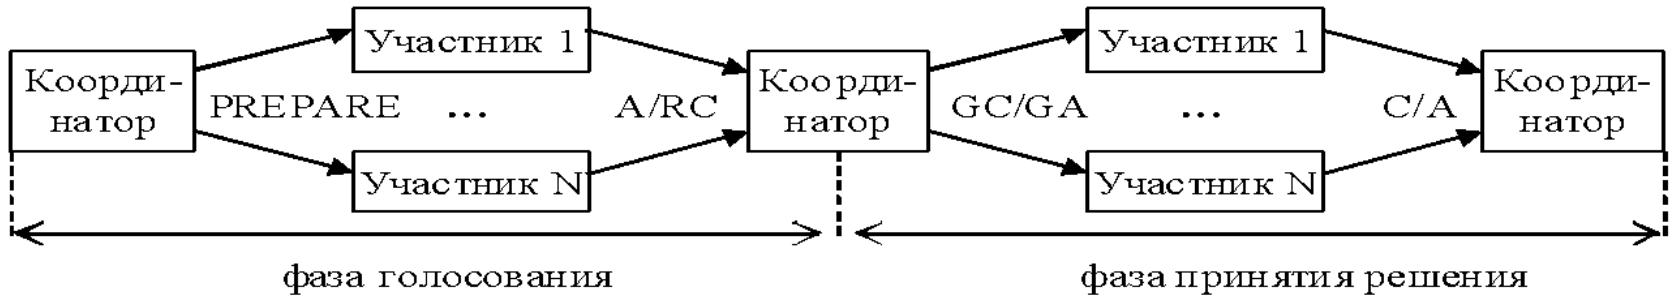 Участник 1
Участник 1
Коорди-
натор
PREPARE
...
A/RC
Коорди-
натор
GC/GA
...
C/A
Коорди-
натор
Участник N
Участник N
фаза голосования
фаза принятия решения